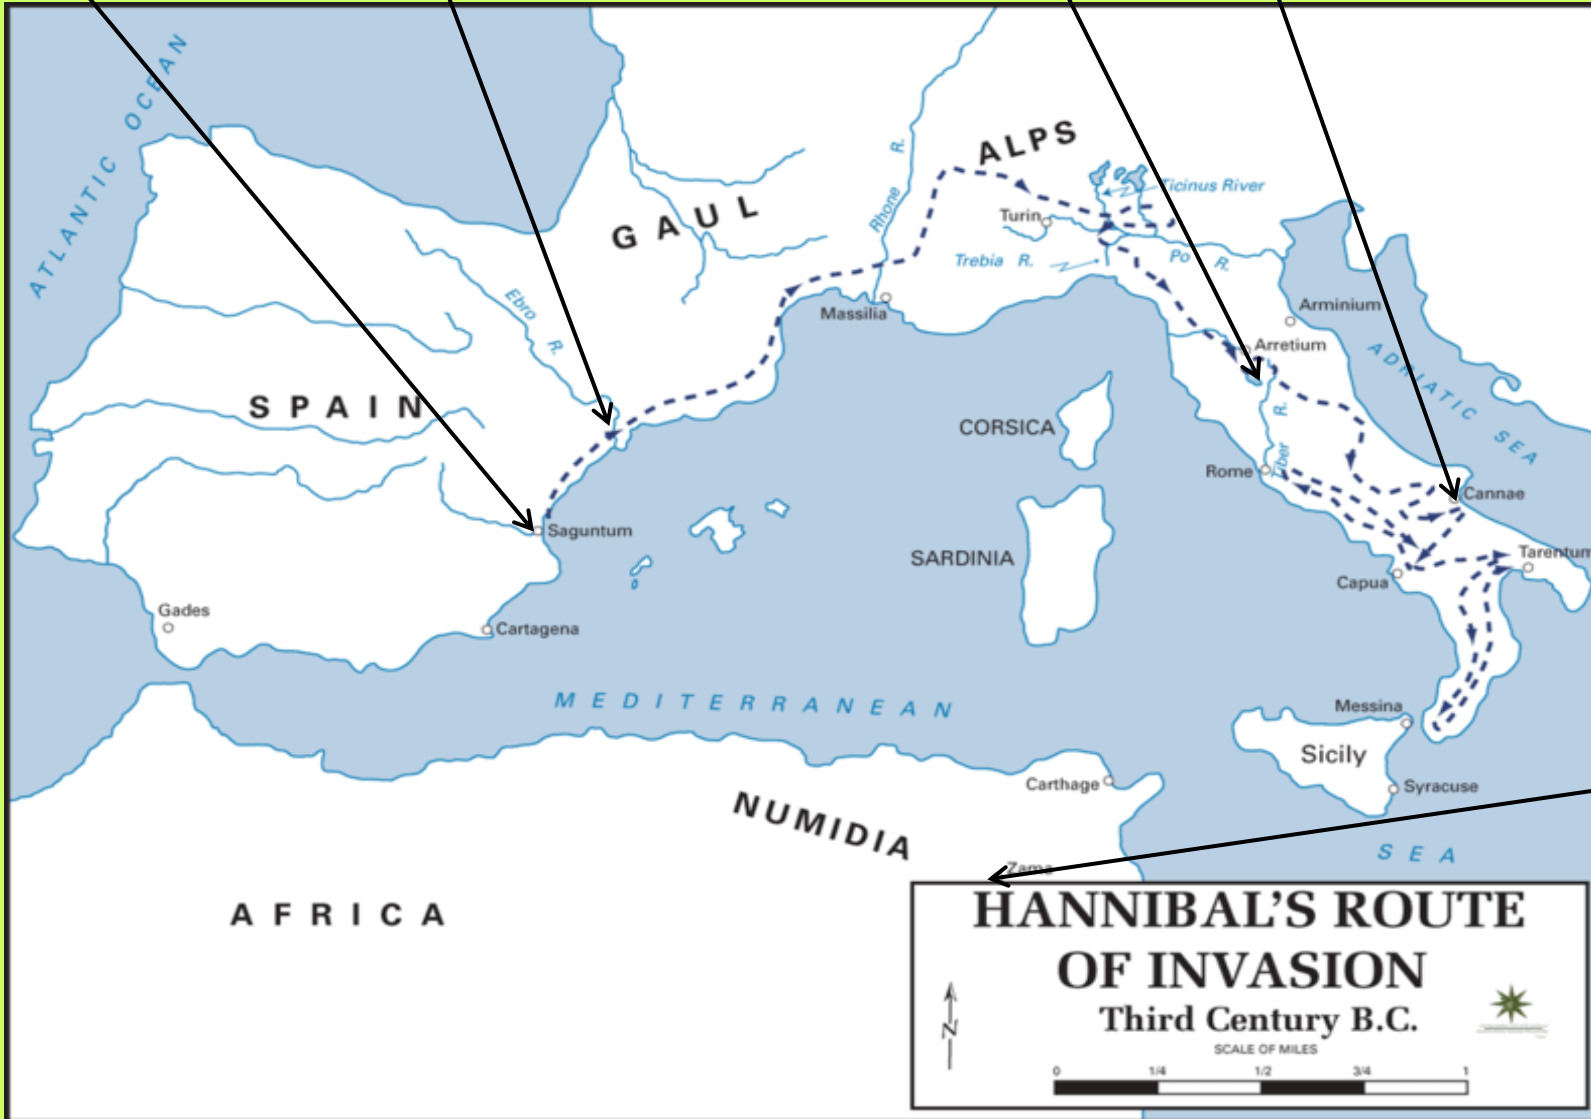 ATLANTIC OCEAN
ALPS
Ticinus River
Rhone R.
GAUL
Turin
Trebia R.
Po R.
Ebro R.
Massilia
Arminium
Arretium
ADRIATIC SEA
SPAIN
CORSICA
Tiber R.
Rome
Cannae
Saguntum
SARDINIA
Tarentum
Capua
Gades
Cartagena
MEDITERRANEAN
Messina
Sicily
Carthage
Syracuse
NUMIDIA
SEA
Zama
AFRICA
HANNIBAL'S ROUTE
OF INVASION
Third Century B.C.
N
SCALE OF MILES
0 1/4 1/2 3/4 1